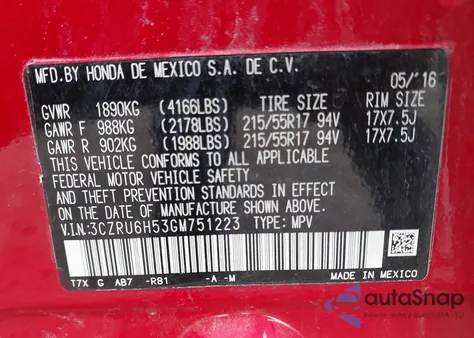 MFD.BY HONDA DE MEXICO S.A. DE C.V.
05/'16
GVWR 1890KG (4166LBS) TIRE SIZE RIM SIZE
GAWR F 988KG (2178LBS) 215/55R17 94V 17X7.5J
GAWR R 902KG (1988LBS) 215/55R17 94V 17X7.5J
THIS VEHICLE CONFORMS TO ALL APPLICABLE
FEDERAL MOTOR VEHICLE SAFETY
AND THEFT PREVENTION STANDARDS IN EFFECT
ON THE DATE OF MANUFACTURE SHOWN ABOVE.
V.I.N:3CZRU6H53GM751223 TYPE: MPV
T7X G AB7 -R81 -A -M MADE IN MEXICO
autoSnap